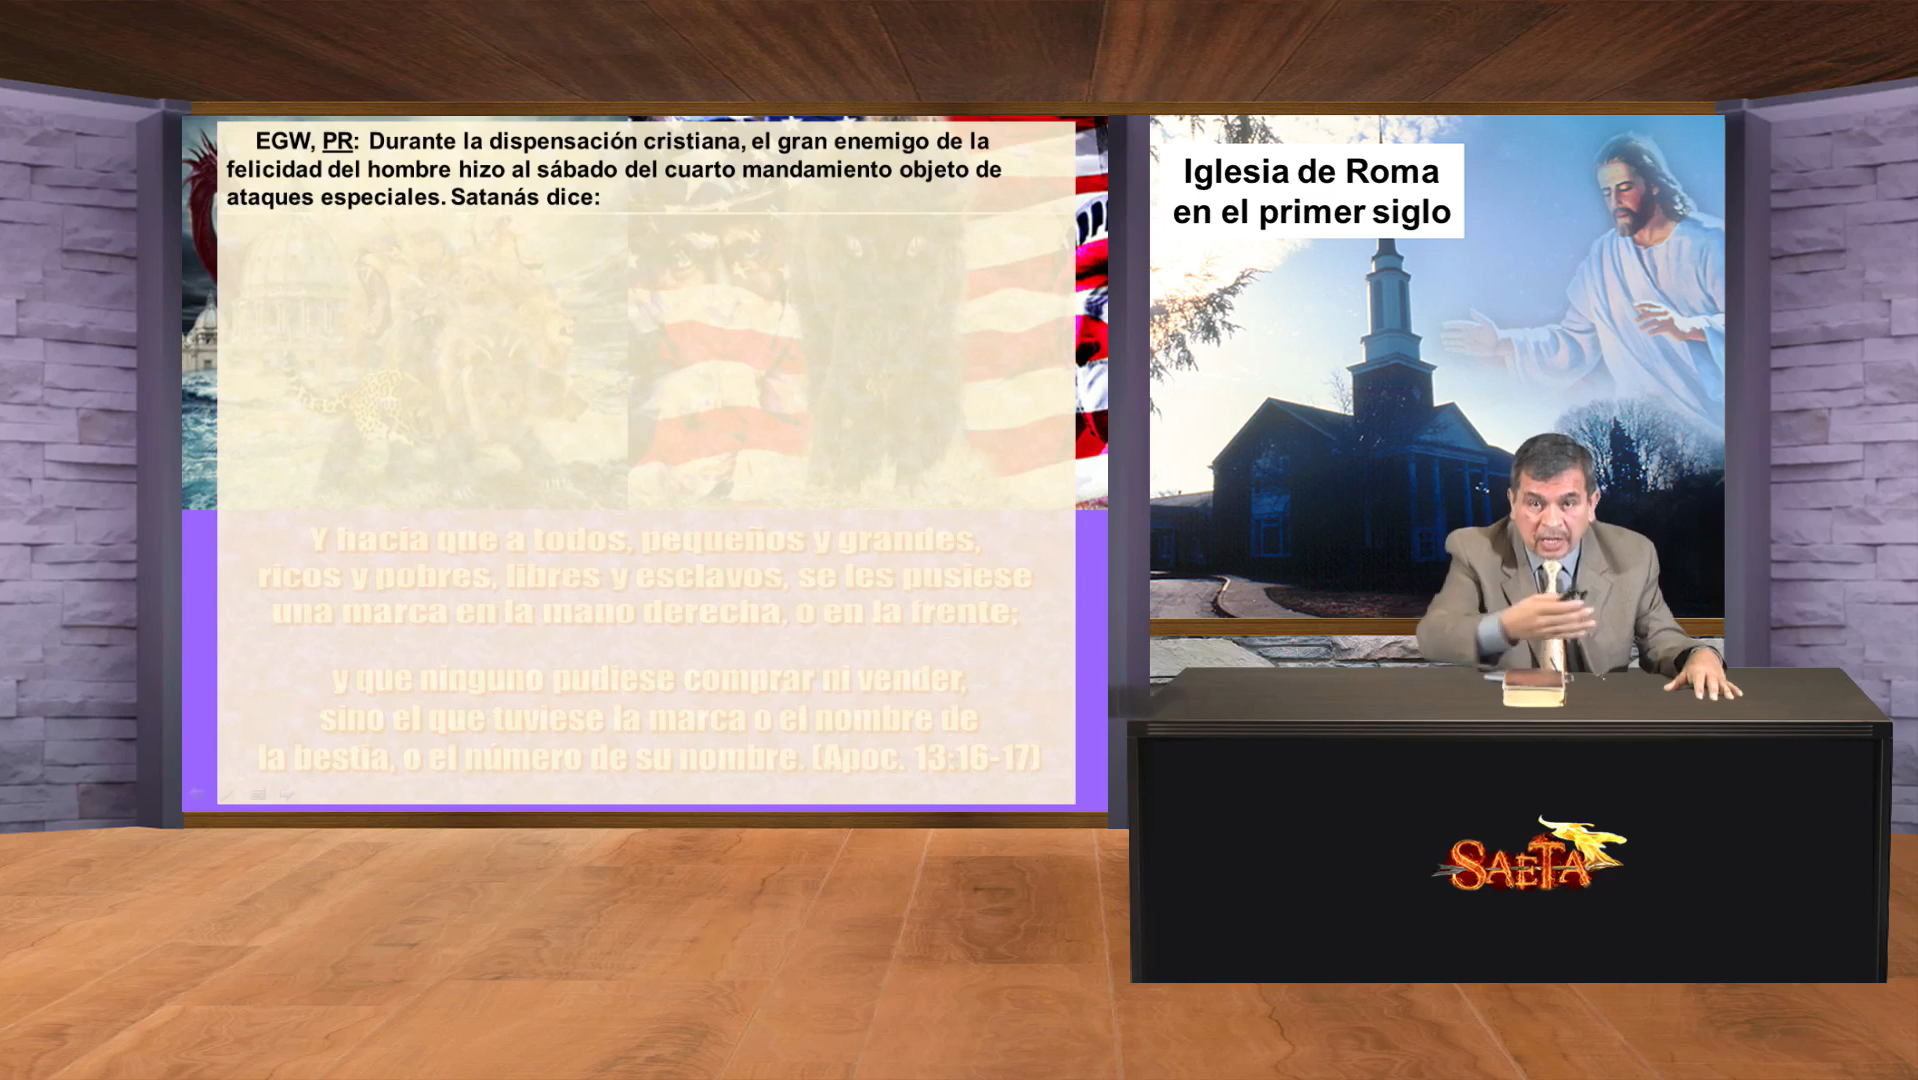 EGW, PR: Durante la dispensación cristiana, el gran enemigo de la
felicidad del hombre hizo al sábado del cuarto mandamiento objeto de
ataques especiales. Satanás dice:
Y hacía que a todos, pequeños y grandes,
ricos y pobres, libres y esclavos, se les pusiese
una marca en la mano derecha, o en la frente;
y que ninguno pudiese comprar ni vender,
sino el que tuviese la marca o el nombre de
la bestia, o el número de su nombre. (Apoc. 13:16-17)
Iglesia de Roma
en el primer siglo
SAETA